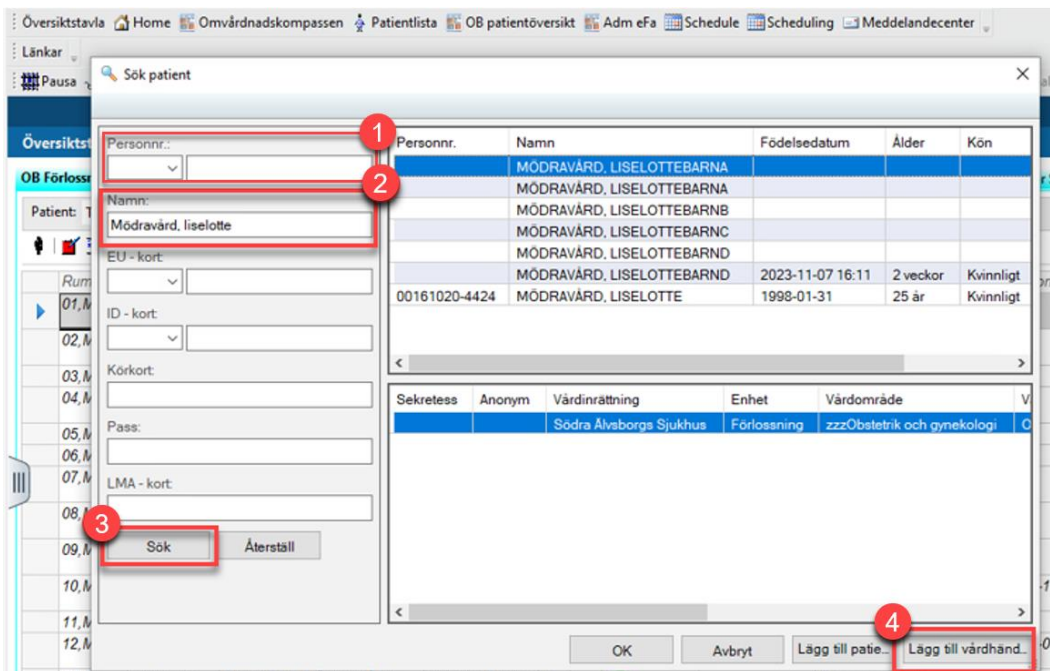 Översiktstavla Home Omvårdnadskompassen Patientlista OB patientöversikt Adm eFa Schedule Scheduling Meddelandecenter
Länkar
Pausa
Sök patient
Översiktst
OB Förloss
Patient: T
Rum
01,M
02,M
03,M
04,M
05,M
06,M
07,M
08,
09,M
10,M
11,M
12,M
1
Personnr.:
2
Namn:
Mödravård, liselotte
EU - kort:
ID - kort:
Körkort:
Pass:
LMA - kort:
3
Sök Återställ
Personnr. Namn Födelsedatum Ålder Kön
MÖDRAVÅRD, LISELOTTEBARNA
MÖDRAVÅRD, LISELOTTEBARNA
MÖDRAVÅRD, LISELOTTEBARNB
MÖDRAVÅRD, LISELOTTEBARNC
MÖDRAVÅRD, LISELOTTEBARND
MÖDRAVÅRD, LISELOTTEBARND 2023-11-07 16:11 2 veckor Kvinnligt
00161020-4424 MÖDRAVÅRD, LISELOTTE 1998-01-31 25 år Kvinnligt
Sekretess Anonym Vårdinrättning Enhet Vårdområde V
Södra Älvsborgs Sjukhus Förlossning zzzObstetrik och gynekologi O
4
OK Avbryt Lägg till patie... Lägg till vårdhänd...